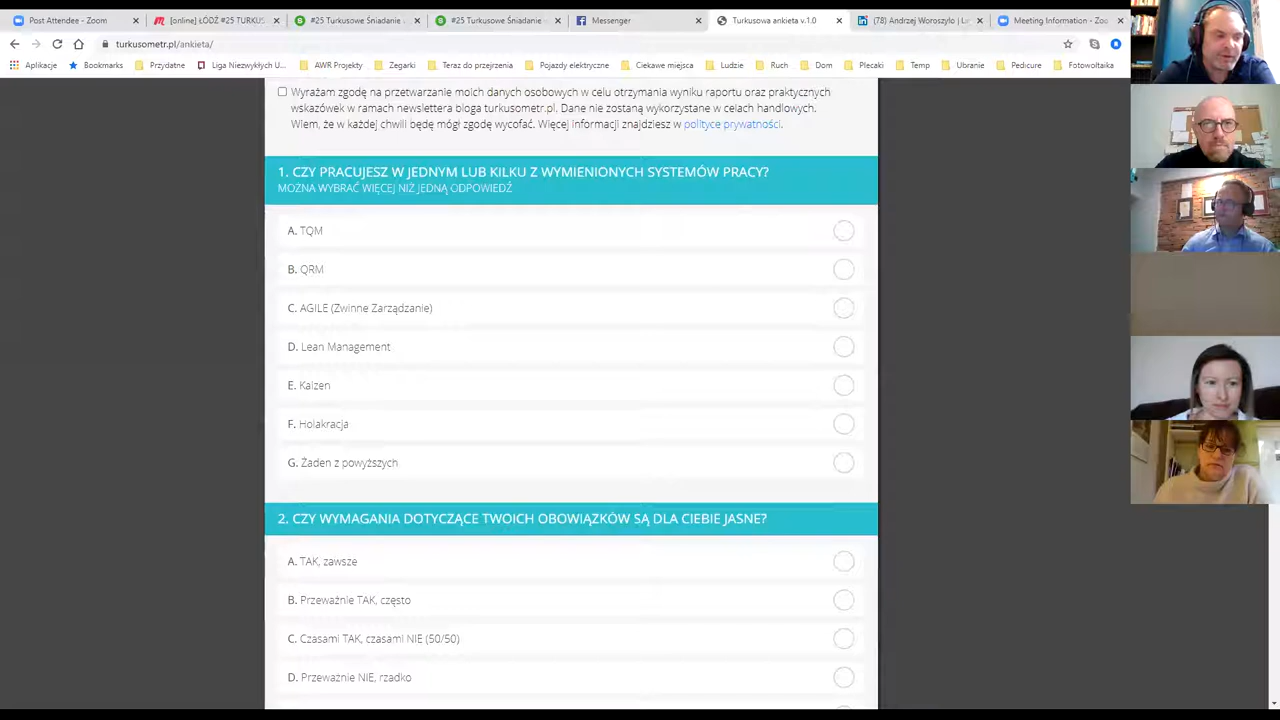 Post Attendee - Zoom
[online] ŁÓDŹ #25 TURKUS
#25 Turkusowe Śniadanie
#25 Turkusowe Śniadanie
Messenger
Turkusowa ankieta v.1.0
(78) Andrzej Woroszyło | Lin
Meeting Information - Zoo
turkusometr.pl/ankieta/
Aplikacje
Bookmarks
Przydatne
Liga Niezwykłych U...
AWR Projekty
Zegarki
Teraz do przejrzenia
Pojazdy elektryczne
Ciekawe miejsca
Ludzie
Ruch
Dom
Plecaki
Temp
Ubranie
Pedicure
Fotowoltaika
Wyrażam zgodę na przetwarzanie moich danych osobowych w celu otrzymania wyniku raportu oraz praktycznych
wskazówek w ramach newslettera bloga turkusometr.pl. Dane nie zostaną wykorzystane w celach handlowych.
Wiem, że w każdej chwili będę mógł zgodę wycofać. Więcej informacji znajdziesz w polityce prywatności.
1. CZY PRACUJESZ W JEDNYM LUB KILKU Z WYMIENIONYCH SYSTEMÓW PRACY?
MOŻNA WYBRAĆ WIĘCEJ NIŻ JEDNĄ ODPOWIEDŹ
A. TQM
B. QRM
C. AGILE (Zwinne Zarządzanie)
D. Lean Management
E. Kaizen
F. Holakracja
G. Żaden z powyższych
2. CZY WYMAGANIA DOTYCZĄCE TWOICH OBOWIĄZKÓW SĄ DLA CIEBIE JASNE?
A. TAK, zawsze
B. Przeważnie TAK, często
C. Czasami TAK, czasami NIE (50/50)
D. Przeważnie NIE, rzadko